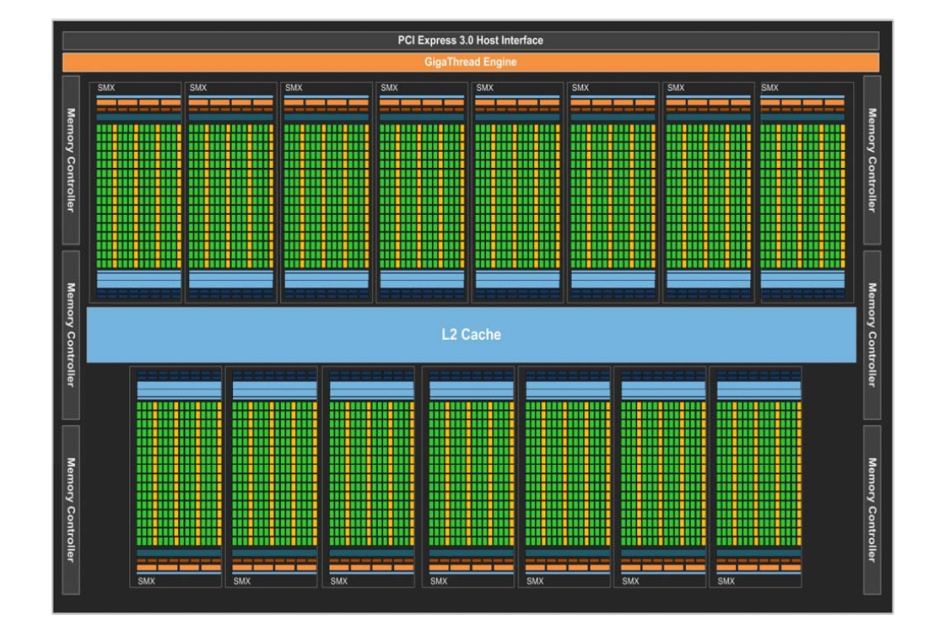 PCI Express 3.0 Host Interface
GigaThread Engine
SMX SMX SMX SMX SMX SMX SMX SMX
Memory Controller
Memory Controller
Memory Controller
Memory Controller
L2 Cache
Memory Controller
Memory Controller
SMX SMX SMX SMX SMX SMX SMX